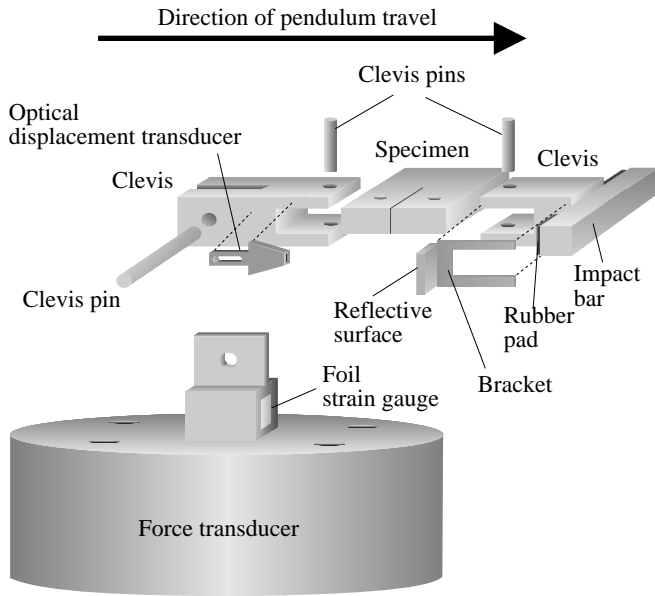 Direction of pendulum travel
Clevis pins
Optical
displacement transducer
Specimen
Clevis
Clevis
Clevis pin
Reflective
surface
Rubber
pad
Impact
bar
Bracket
Foil
strain gauge
Force transducer